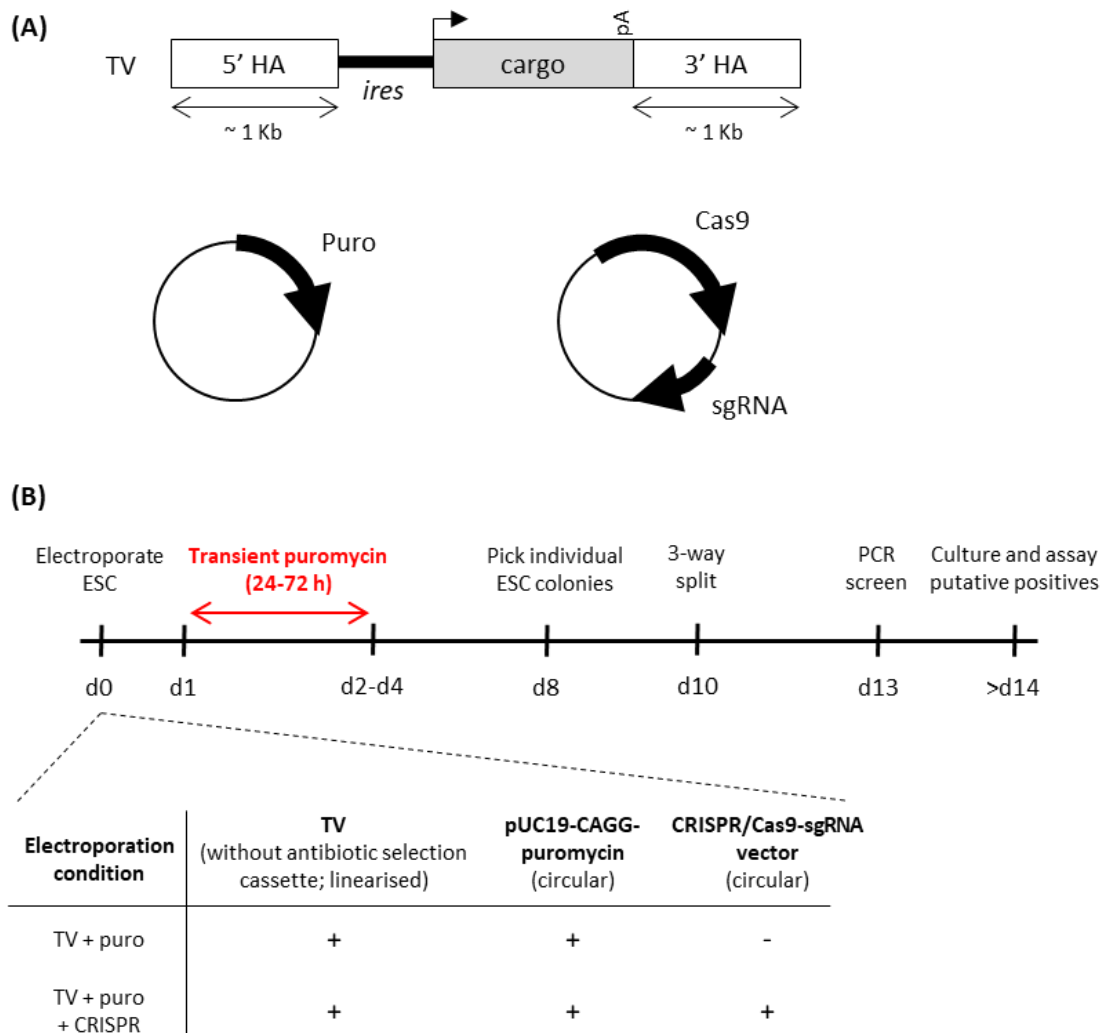 (A)
pA
TV
5’ HA
cargo
3’ HA
ires
~ 1 Kb
~ 1 Kb
Puro
Cas9
sgRNA
(B)
Electroporate
ESC
Transient puromycin
(24-72 h)
Pick individual
ESC colonies
3-way
split
PCR
screen
Culture and assay
putative positives
d0
d1
d2-d4
d8
d10
d13
>d14
Electroporation
condition
TV
(without antibiotic selection
cassette; linearised)
pUC19-CAGG-
puromycin
(circular)
CRISPR/Cas9-sgRNA
vector
(circular)
TV + puro
+
+
-
TV + puro
+ CRISPR
+
+
+